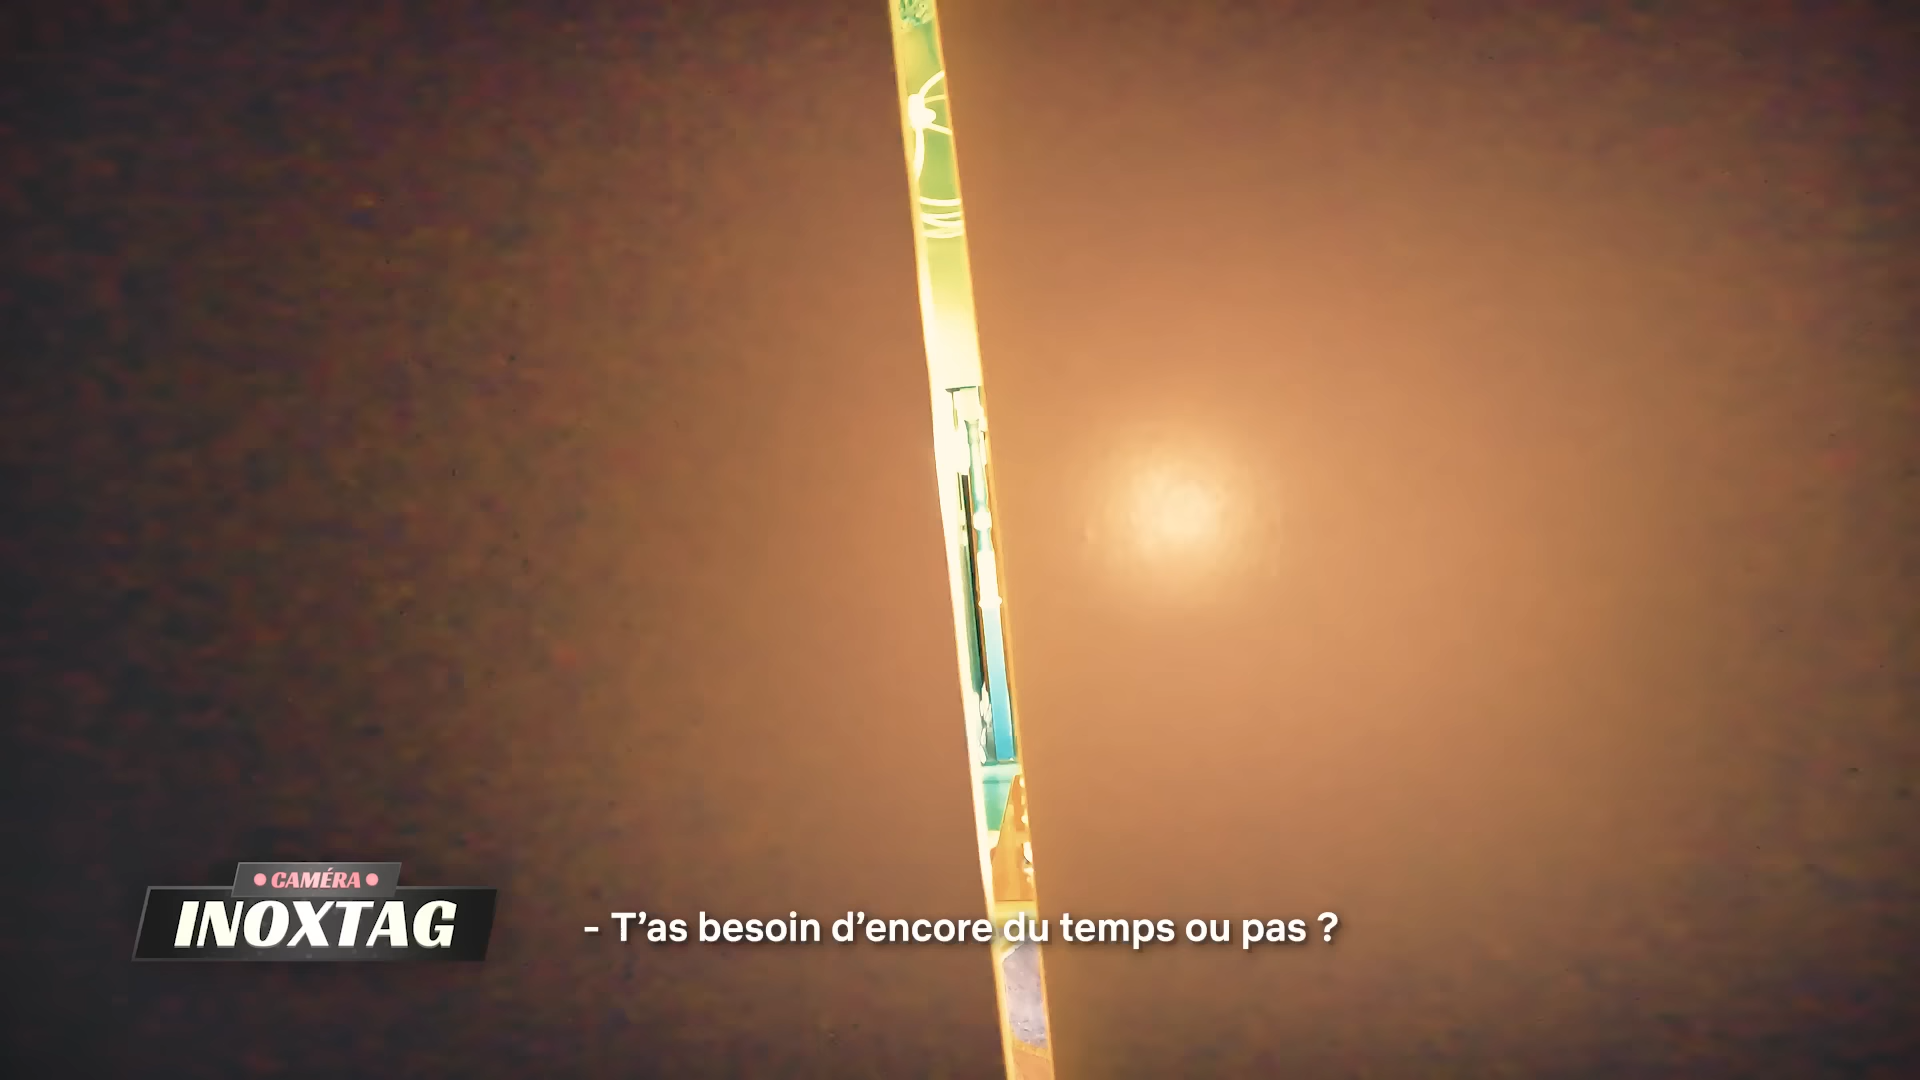 • CAMÉRA •
INOXTAG
- T’as besoin d’encore du temps ou pas ?